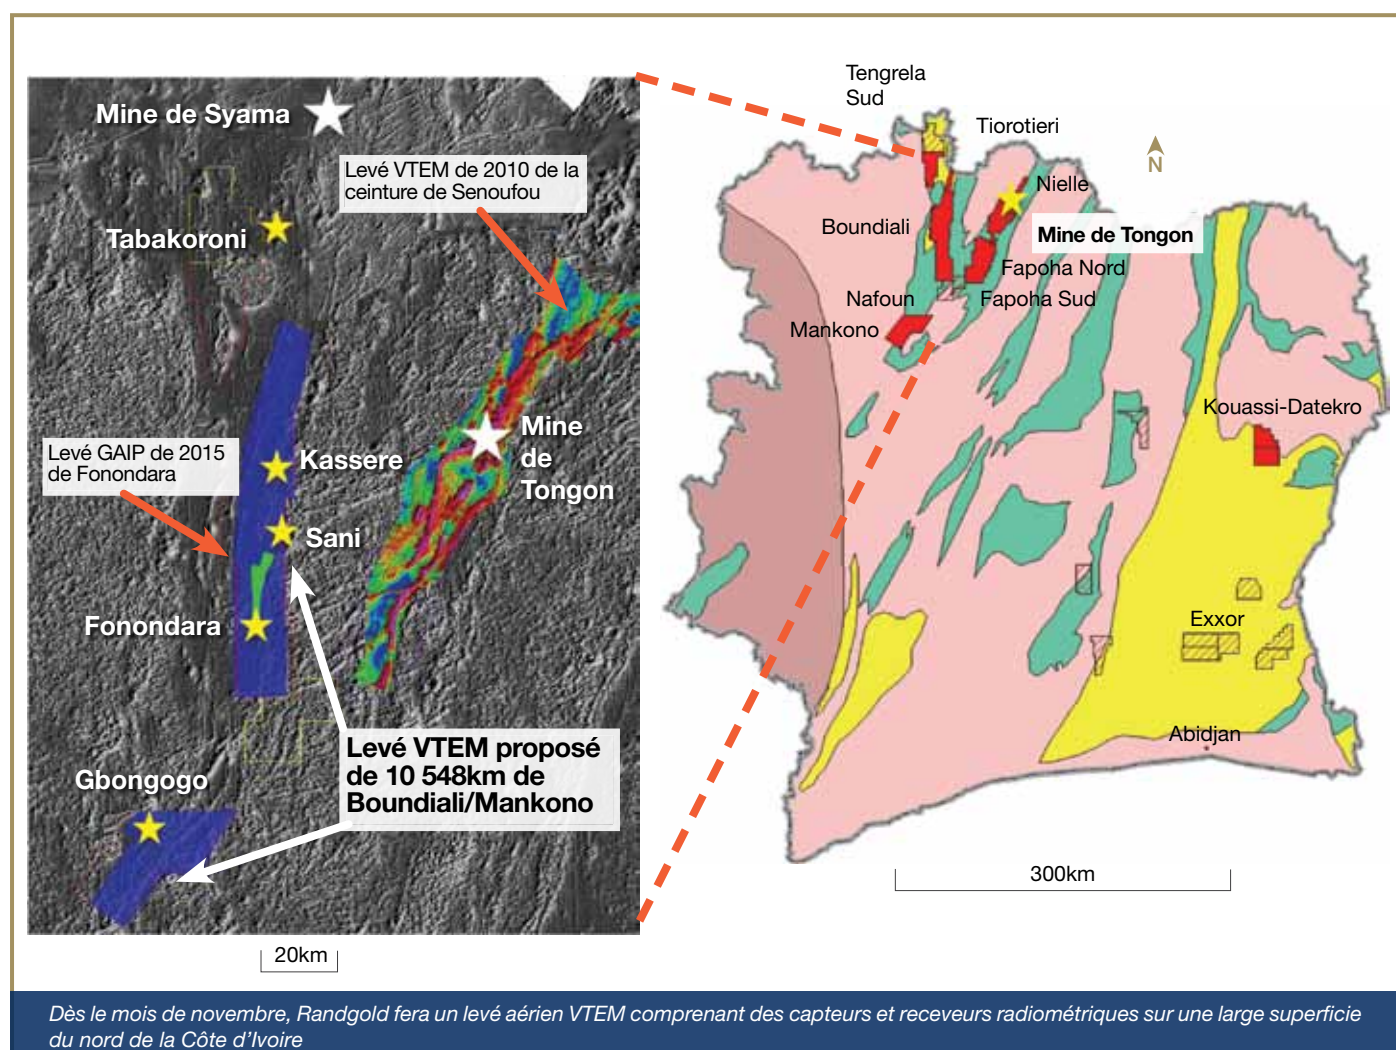 Mine de Syama
Levé VTEM de 2010 de la
ceinture de Senoufou
Tabakoroni
Levé GAIP de 2015
de Fonondara
Kassere
Mine
de
Tongon
Sani
Fonondara
Levé VTEM proposé
de 10 548km de
Boundiali/Mankono
Gbongogo
20km
Tengrela
Sud
Tiorotieri
N
Nielle
Boundiali
Mine de Tongon
Fapoha Nord
Nafoun
Fapoha Sud
Mankono
Kouassi-Datekro
Exxor
Abidjan
300km
Dès le mois de novembre, Randgold fera un levé aérien VTEM comprenant des capteurs et receveurs radiométriques sur une large superficie
du nord de la Côte d'Ivoire